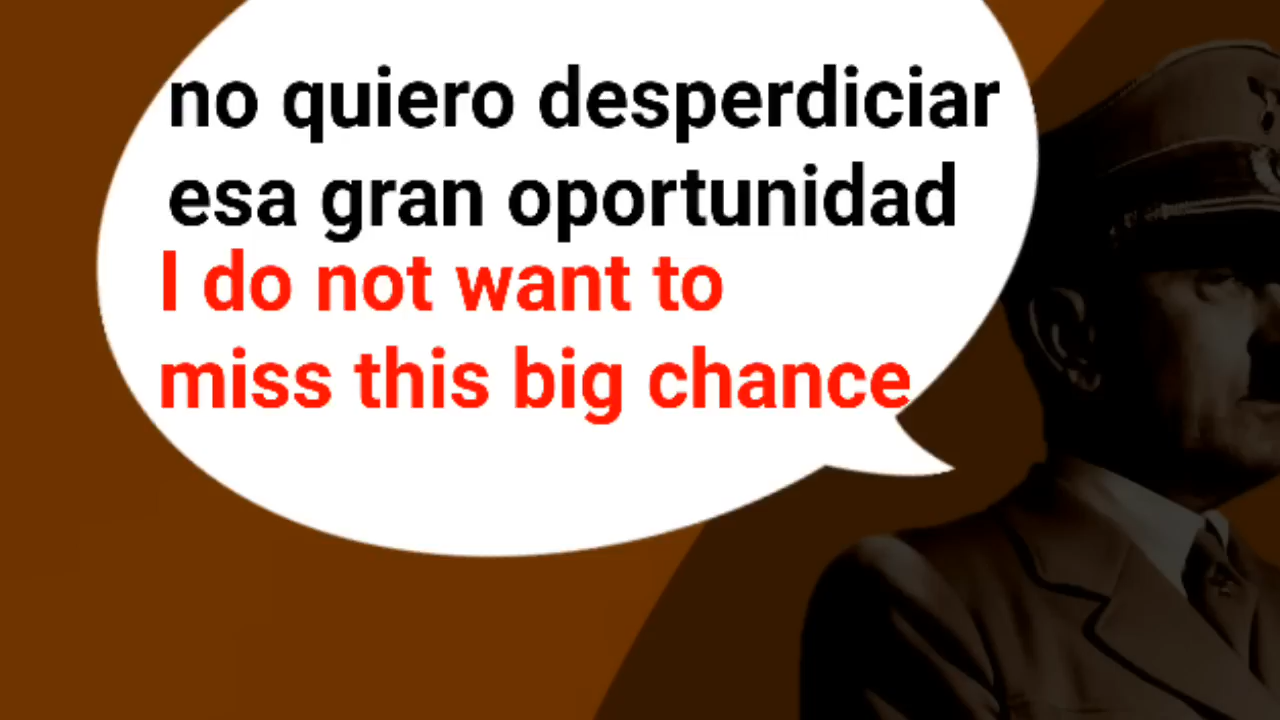 no quiero desperdiciar
esa gran oportunidad
I do not want to
miss this big chance